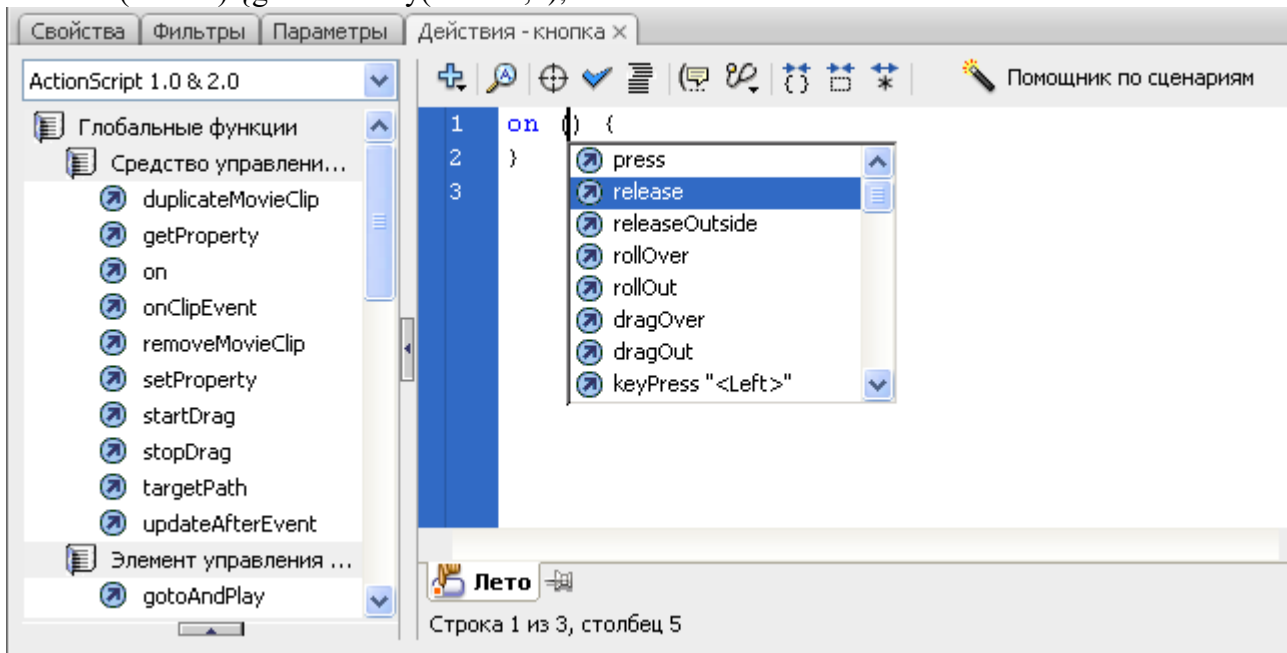 Свойства Фильтры Параметры Действия - кнопка ×
ActionScript 1.0 & 2.0
Помощник по сценариям
Глобальные функции
Средство управлени...
duplicateMovieClip
getProperty
on
onClipEvent
removeMovieClip
setProperty
startDrag
stopDrag
targetPath
updateAfterEvent
Элемент управления ...
gotoAndPlay
1 on () {
2 }
3
press
release
releaseOutside
rollOver
rollOut
dragOver
dragOut
keyPress "<Left>"
Лето
Строка 1 из 3, столбец 5